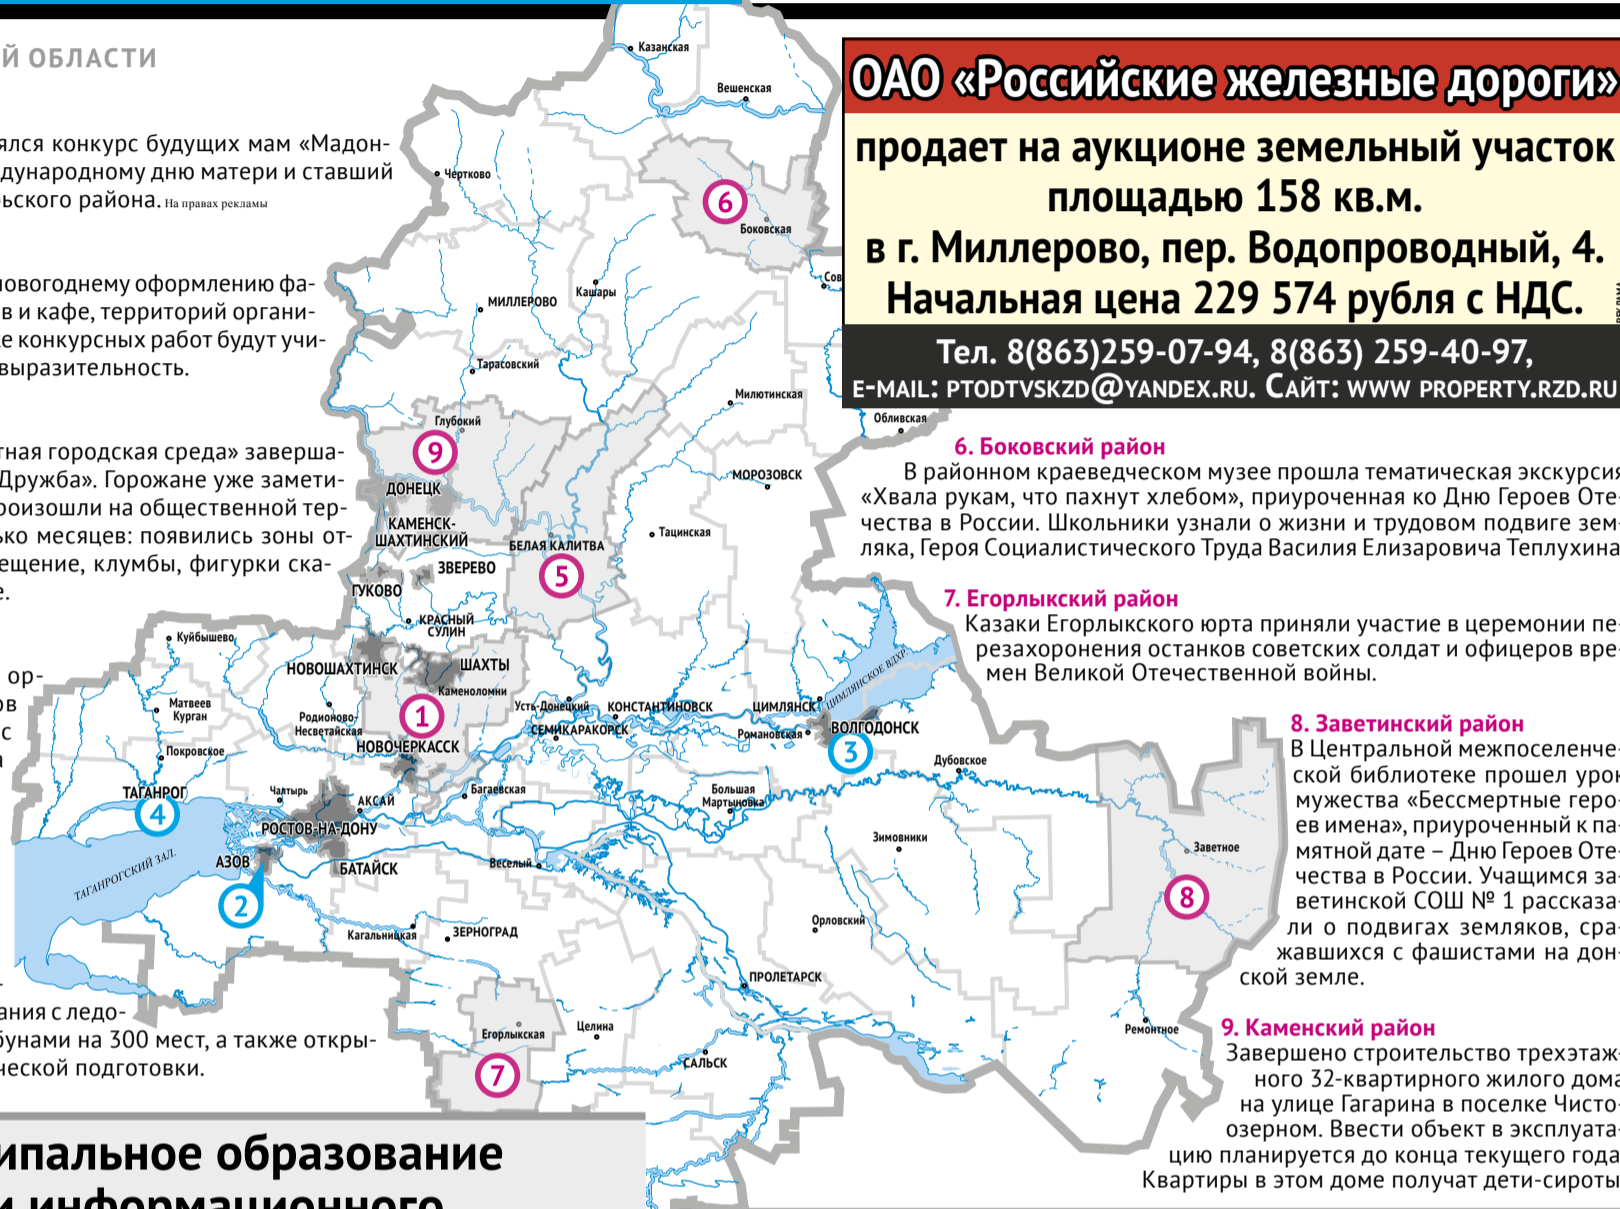 Й ОБЛАСТИ
ялся конкурс будущих мам «Мадон-
ждународному дню матери и ставший
ьского района. На правах рекламы
новогоднему оформлению фа-
в и кафе, территорий органи-
е конкурсных работ будут учи-
выразительность.
тная городская среда» заверша-
Дружба». Горожане уже замети-
роизошли на общественной тер-
ько месяцев: появились зоны от-
ещение, клумбы, фигурки ска-
е.
ор-
ов
с
а
ания с ледо-
бунами на 300 мест, а также откры-
ческой подготовки.
ипальное образование
и информационного
Казанская
Вешенская
Чертково
6
Боковская
Сов
МИЛЛЕРОВО
Кашары
Тарасовский
Милютинская
Обливская
Глубокий
9
ДОНЕЦК
МОРОЗОВСК
КАМЕНСК-
ШАХТИНСКИЙ
БЕЛАЯ КАЛИТВА
Тацинская
5
ЗВЕРЕВО
ГУКОВО
КРАСНЫЙ
СУЛИН
Куйбышево
НОВОШАХТИНСК
ШАХТЫ
Каменоломни
ЦИМЛЯНСКОЕ ВДХР.
Матвеев
Курган
Родионово-
Несветайская
1
Усть-Донецкий
КОНСТАНТИНОВСК
ЦИМЛЯНСК
СЕМИКАРАКОРСК
Романовская
ВОЛГОДОНСК
3
Покровское
НОВОЧЕРКАССК
Дубовское
ТАГАНРОГ
4
Чалтырь
АКСАЙ
Багаевская
Большая
Мартыновка
РОСТОВ-НА-ДОНУ
Зимовники
Заветное
ТАГАНРОГСКИЙ ЗАЛ.
АЗОВ
БАТАЙСК
Веселый
2
8
Орловский
Кагальницкая
ЗЕРНОГРАД
ПРОЛЕТАРСК
Егорлыкская
Целина
Ремонтное
7
САЛЬСК
ОАО «Российские железные дороги»
продает на аукционе земельный участок
площадью 158 кв.м.
в г. Миллерово, пер. Водопроводный, 4.
Начальная цена 229 574 рубля с НДС.
Тел. 8(863)259-07-94, 8(863) 259-40-97,
E-MAIL: PTODTVSKZD@YANDEX.RU. САЙТ: WWW PROPERTY.RZD.RU
6. Боковский район
В районном краеведческом музее прошла тематическая экскурсия
«Хвала рукам, что пахнут хлебом», приуроченная ко Дню Героев Оте-
чества в России. Школьники узнали о жизни и трудовом подвиге зем-
ляка, Героя Социалистического Труда Василия Елизаровича Теплухина
7. Егорлыкский район
Казаки Егорлыкского юрта приняли участие в церемонии пе-
резахоронения останков советских солдат и офицеров вре-
мен Великой Отечественной войны.
8. Заветинский район
В Центральной межпоселенче-
ской библиотеке прошел урок
мужества «Бессмертные геро-
ев имена», приуроченный к па-
мятной дате – Дню Героев Оте-
чества в России. Учащимся за-
ветинской СОШ № 1 рассказа-
ли о подвигах земляков, сра-
жавшихся с фашистами на дон-
ской земле.
9. Каменский район
Завершено строительство трехэтаж-
ного 32-квартирного жилого дома
на улице Гагарина в поселке Чисто-
озерном. Ввести объект в эксплуата-
цию планируется до конца текущего года
Квартиры в этом доме получат дети-сироты